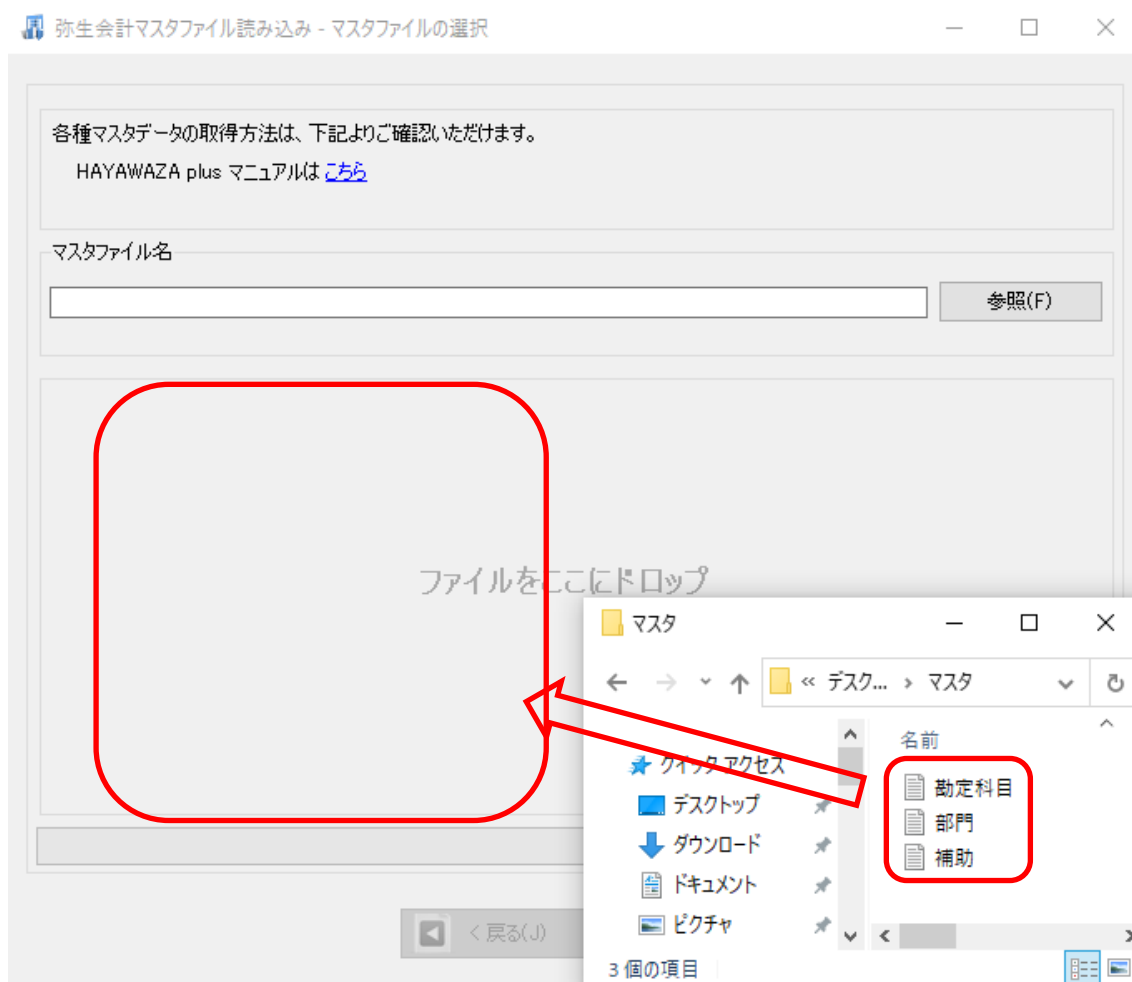 弥生会計マスタファイル読み込み - マスタファイルの選択
各種マスタデータの取得方法は、下記よりご確認いただけます。
HAYAWAZA plus マニュアルは こちら
マスタファイル名
参照(F)
ファイルをここにドロップ
マスタ
« デスク... › マスタ
名前
クイック アクセス
デスクトップ
ダウンロード
ドキュメント
ピクチャ
勘定科目
部門
補助
< 戻る(J)
3 個の項目